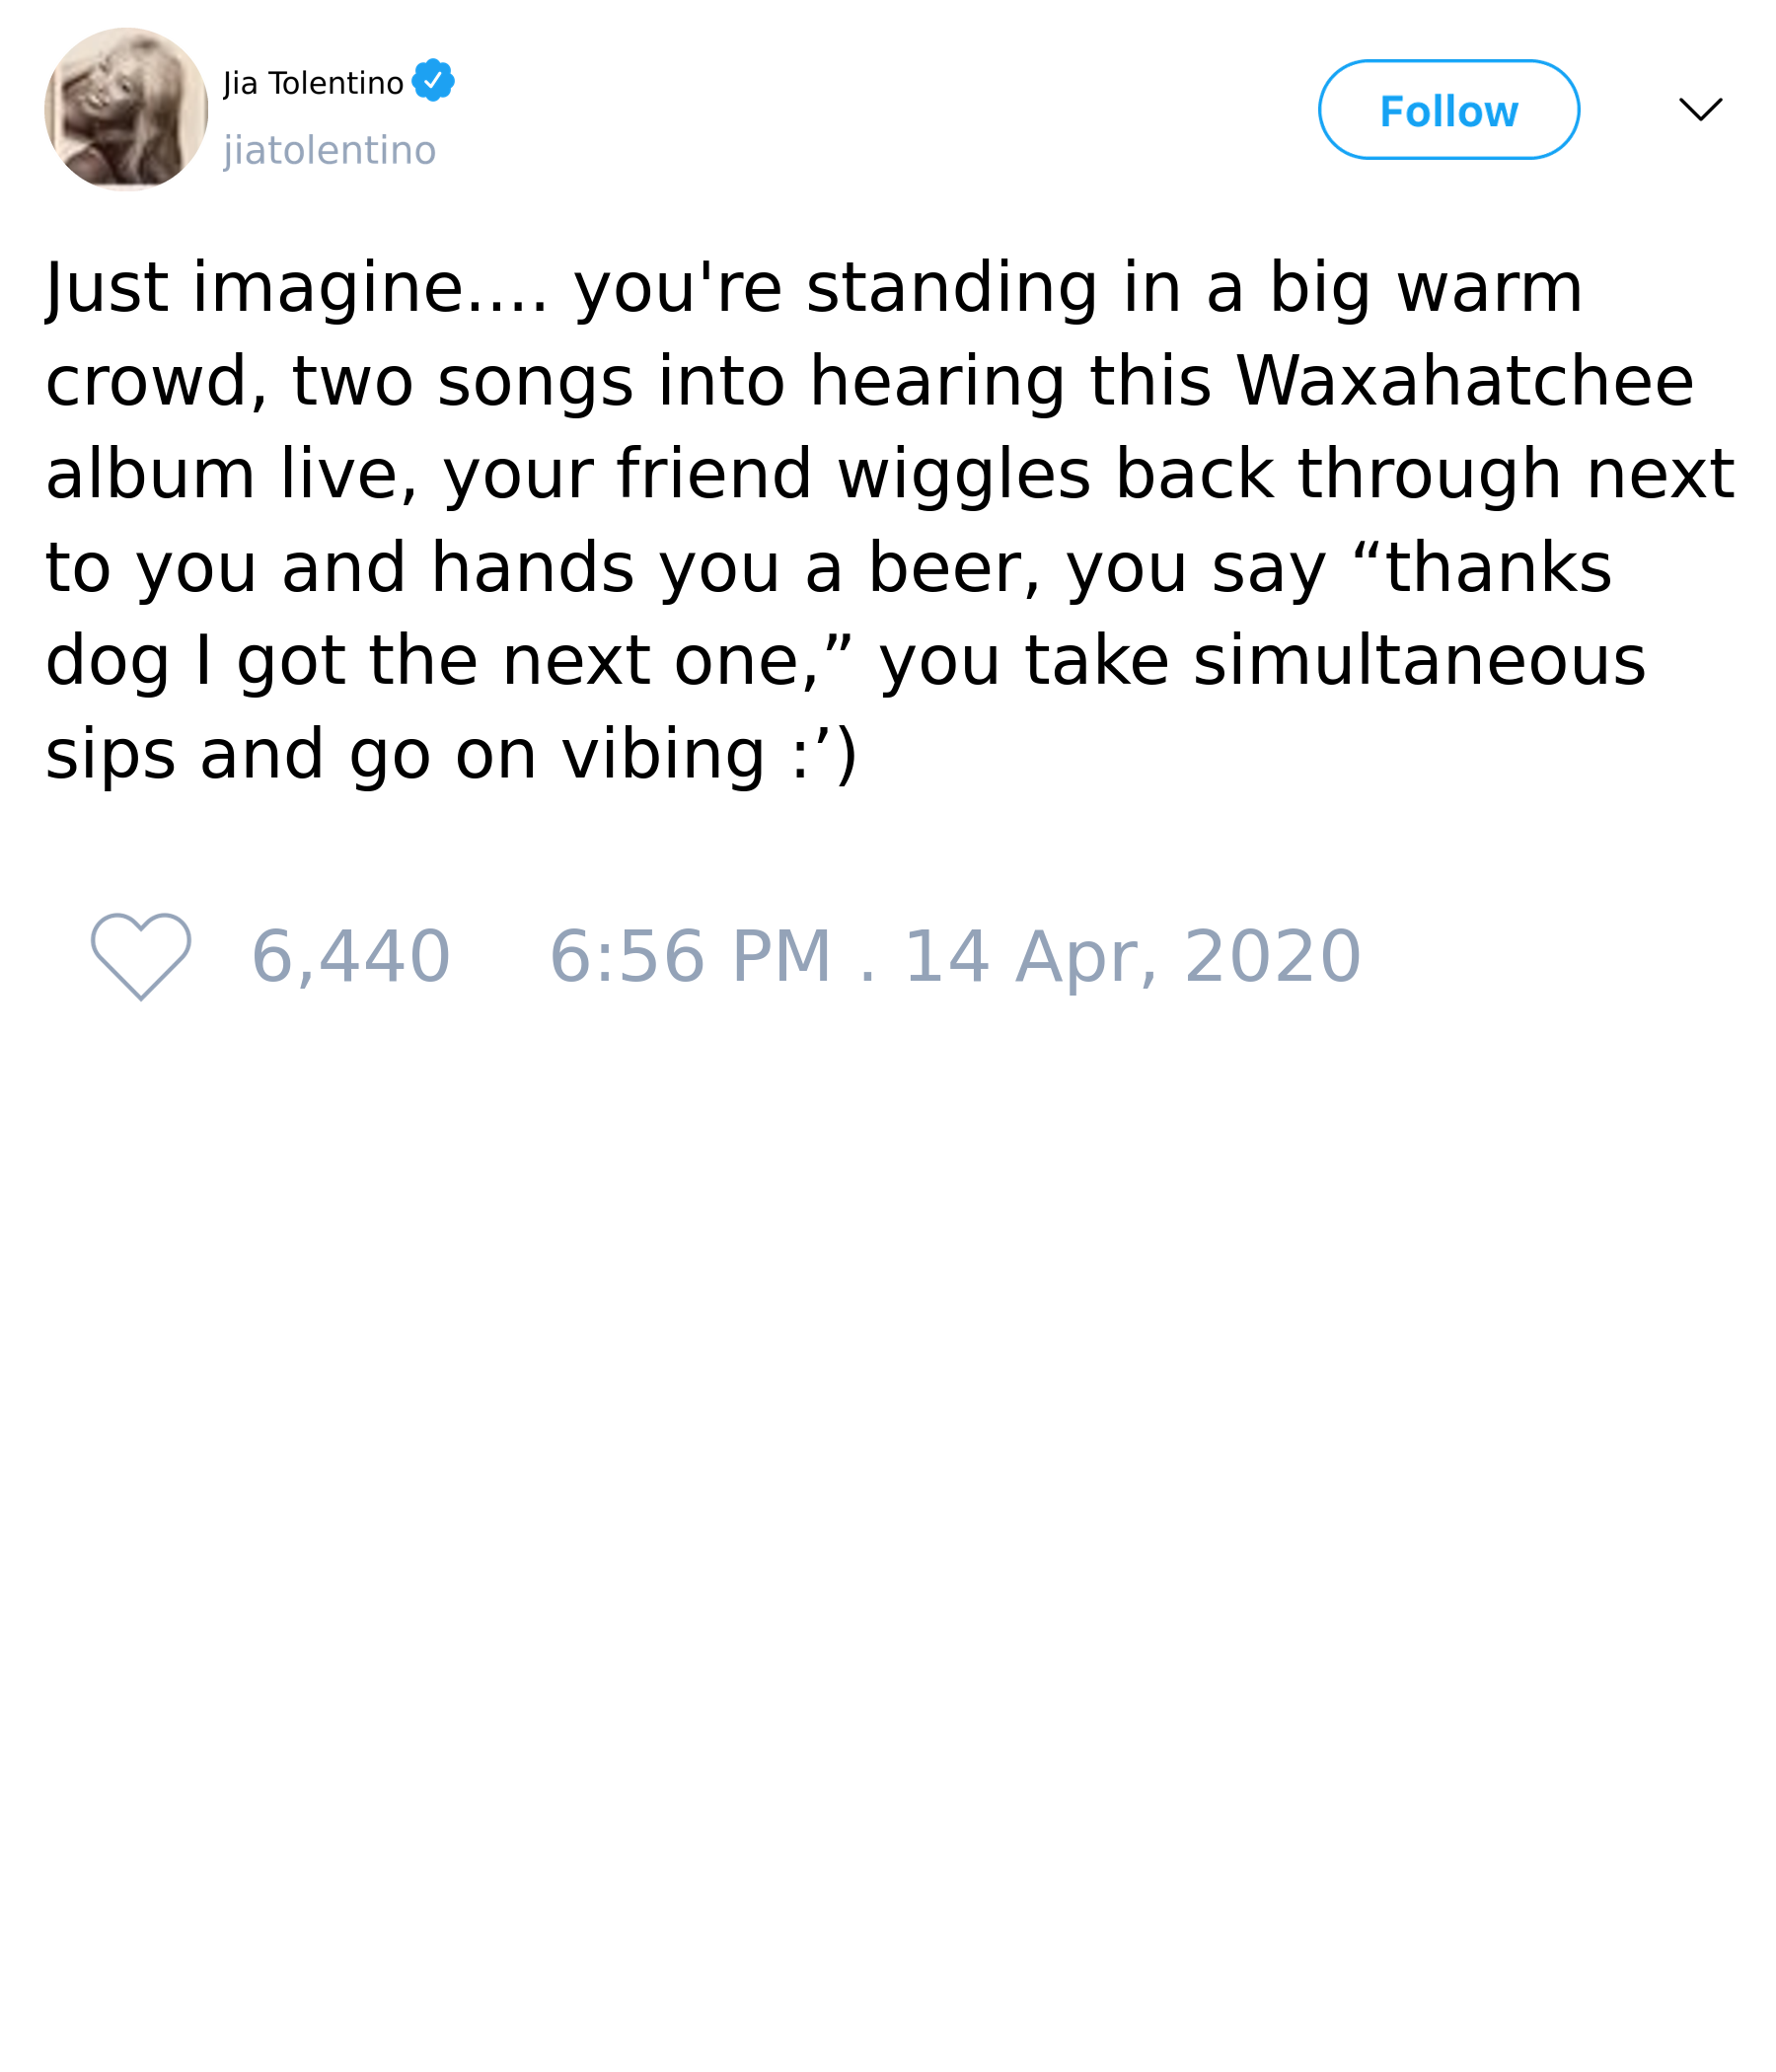 Jia Tolentino
jiatolentino
Follow
Just imagine.... you're standing in a big warm
crowd, two songs into hearing this Waxahatchee
album live, your friend wiggles back through next
to you and hands you a beer, you say “thanks
dog I got the next one,” you take simultaneous
sips and go on vibing :’)
6,440 6:56 PM . 14 Apr, 2020